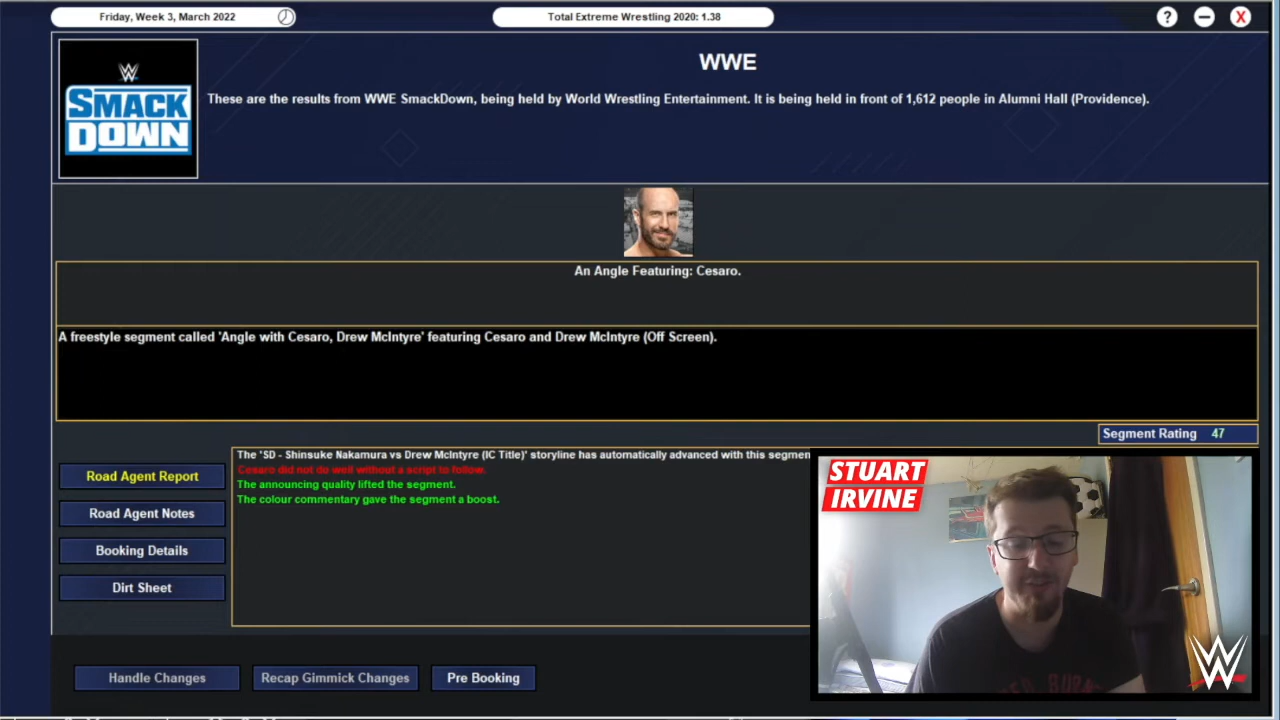 Friday, Week 3, March 2022
Total Extreme Wrestling 2020: 1.38
?
X
W
SMACK
DOWN
WWE
These are the results from WWE SmackDown, being held by World Wrestling Entertainment. It is being held in front of 1,612 people in Alumni Hall (Providence).
An Angle Featuring: Cesaro.
A freestyle segment called 'Angle with Cesaro, Drew McIntyre' featuring Cesaro and Drew McIntyre (Off Screen).
Segment Rating 47
Road Agent Report
Road Agent Notes
Booking Details
Dirt Sheet
The 'SD - Shinsuke Nakamura vs Drew McIntyre (IC Title)' storyline has automatically advanced with this segmen
Cesaro did not do well without a script to follow.
The announcing quality lifted the segment.
The colour commentary gave the segment a boost.
STUART
IRVINE
W
Handle Changes
Recap Gimmick Changes
Pre Booking